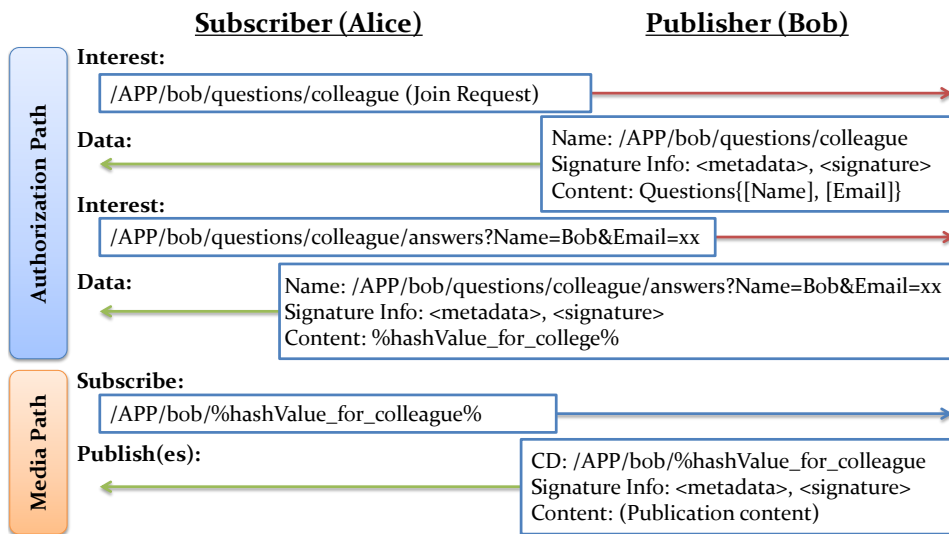 Subscriber (Alice)
Publisher (Bob)
Authorization Path
Interest:
/APP/bob/questions/colleague (Join Request)
Data:
Name: /APP/bob/questions/colleague
Signature Info: <metadata>, <signature>
Content: Questions{[Name], [Email]}
Interest:
/APP/bob/questions/colleague/answers?Name=Bob&Email=xx
Data:
Name: /APP/bob/questions/colleague/answers?Name=Bob&Email=xx
Signature Info: <metadata>, <signature>
Content: %hashValue_for_college%
Media Path
Subscribe:
/APP/bob/%hashValue_for_colleague%
Publish(es):
CD: /APP/bob/%hashValue_for_colleague
Signature Info: <metadata>, <signature>
Content: (Publication content)